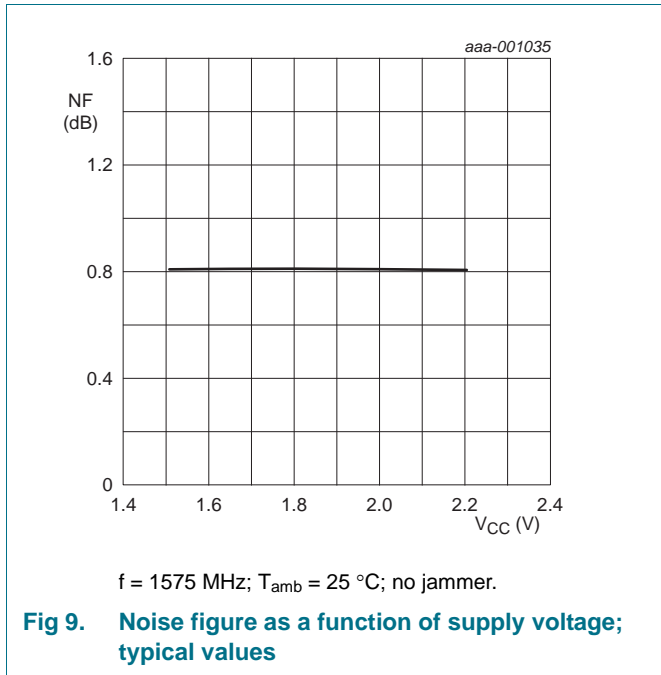 aaa-001035
1.6
NF
(dB)
1.2
0.8
0.4
0
1.4 1.6 1.8 2.0 2.2 2.4
VCC (V)
f = 1575 MHz; Tamb = 25 °C; no jammer.
Fig 9. Noise figure as a function of supply voltage;
typical values